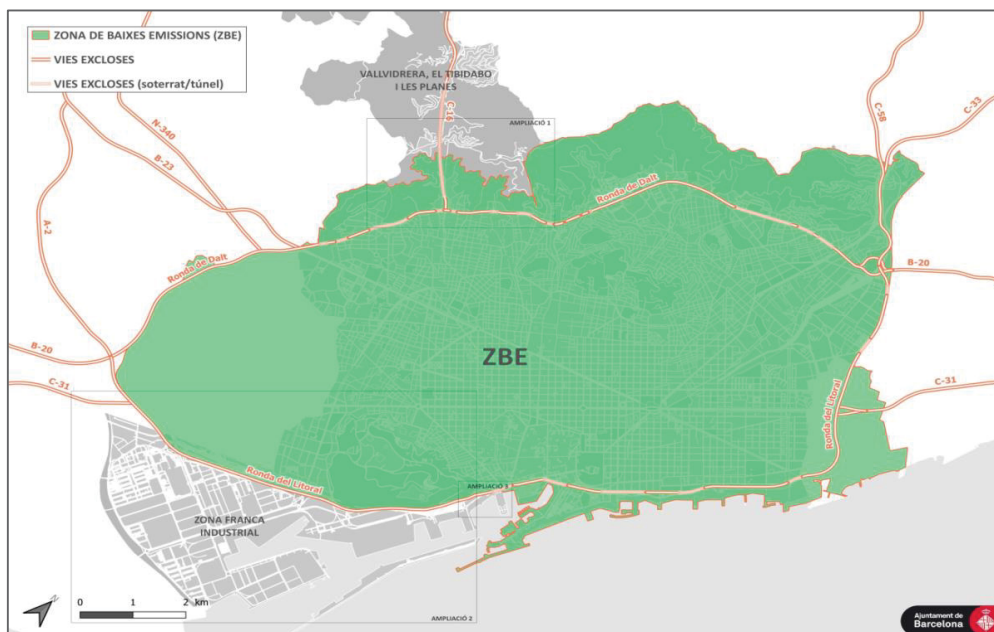 ZONA DE BAIXES EMISSIONS (ZBE)
VIES EXCLOSES
VIES EXCLOSES (soterrat/túnel)
VALLVIDRERA, EL TIBIDABO
I LES PLANES
C-16
AMPLIACIÓ 1
C-58
C-33
N-340
B-23
A-2
Ronda de Dalt
Ronda de Dalt
B-20
ZBE
B-20
C-31
C-31
Ronda del Litoral
Ronda del Litoral
AMPLIACIÓ 3
ZONA FRANCA
INDUSTRIAL
N
0 1 2 km
AMPLIACIÓ 2
Ajuntament de
Barcelona